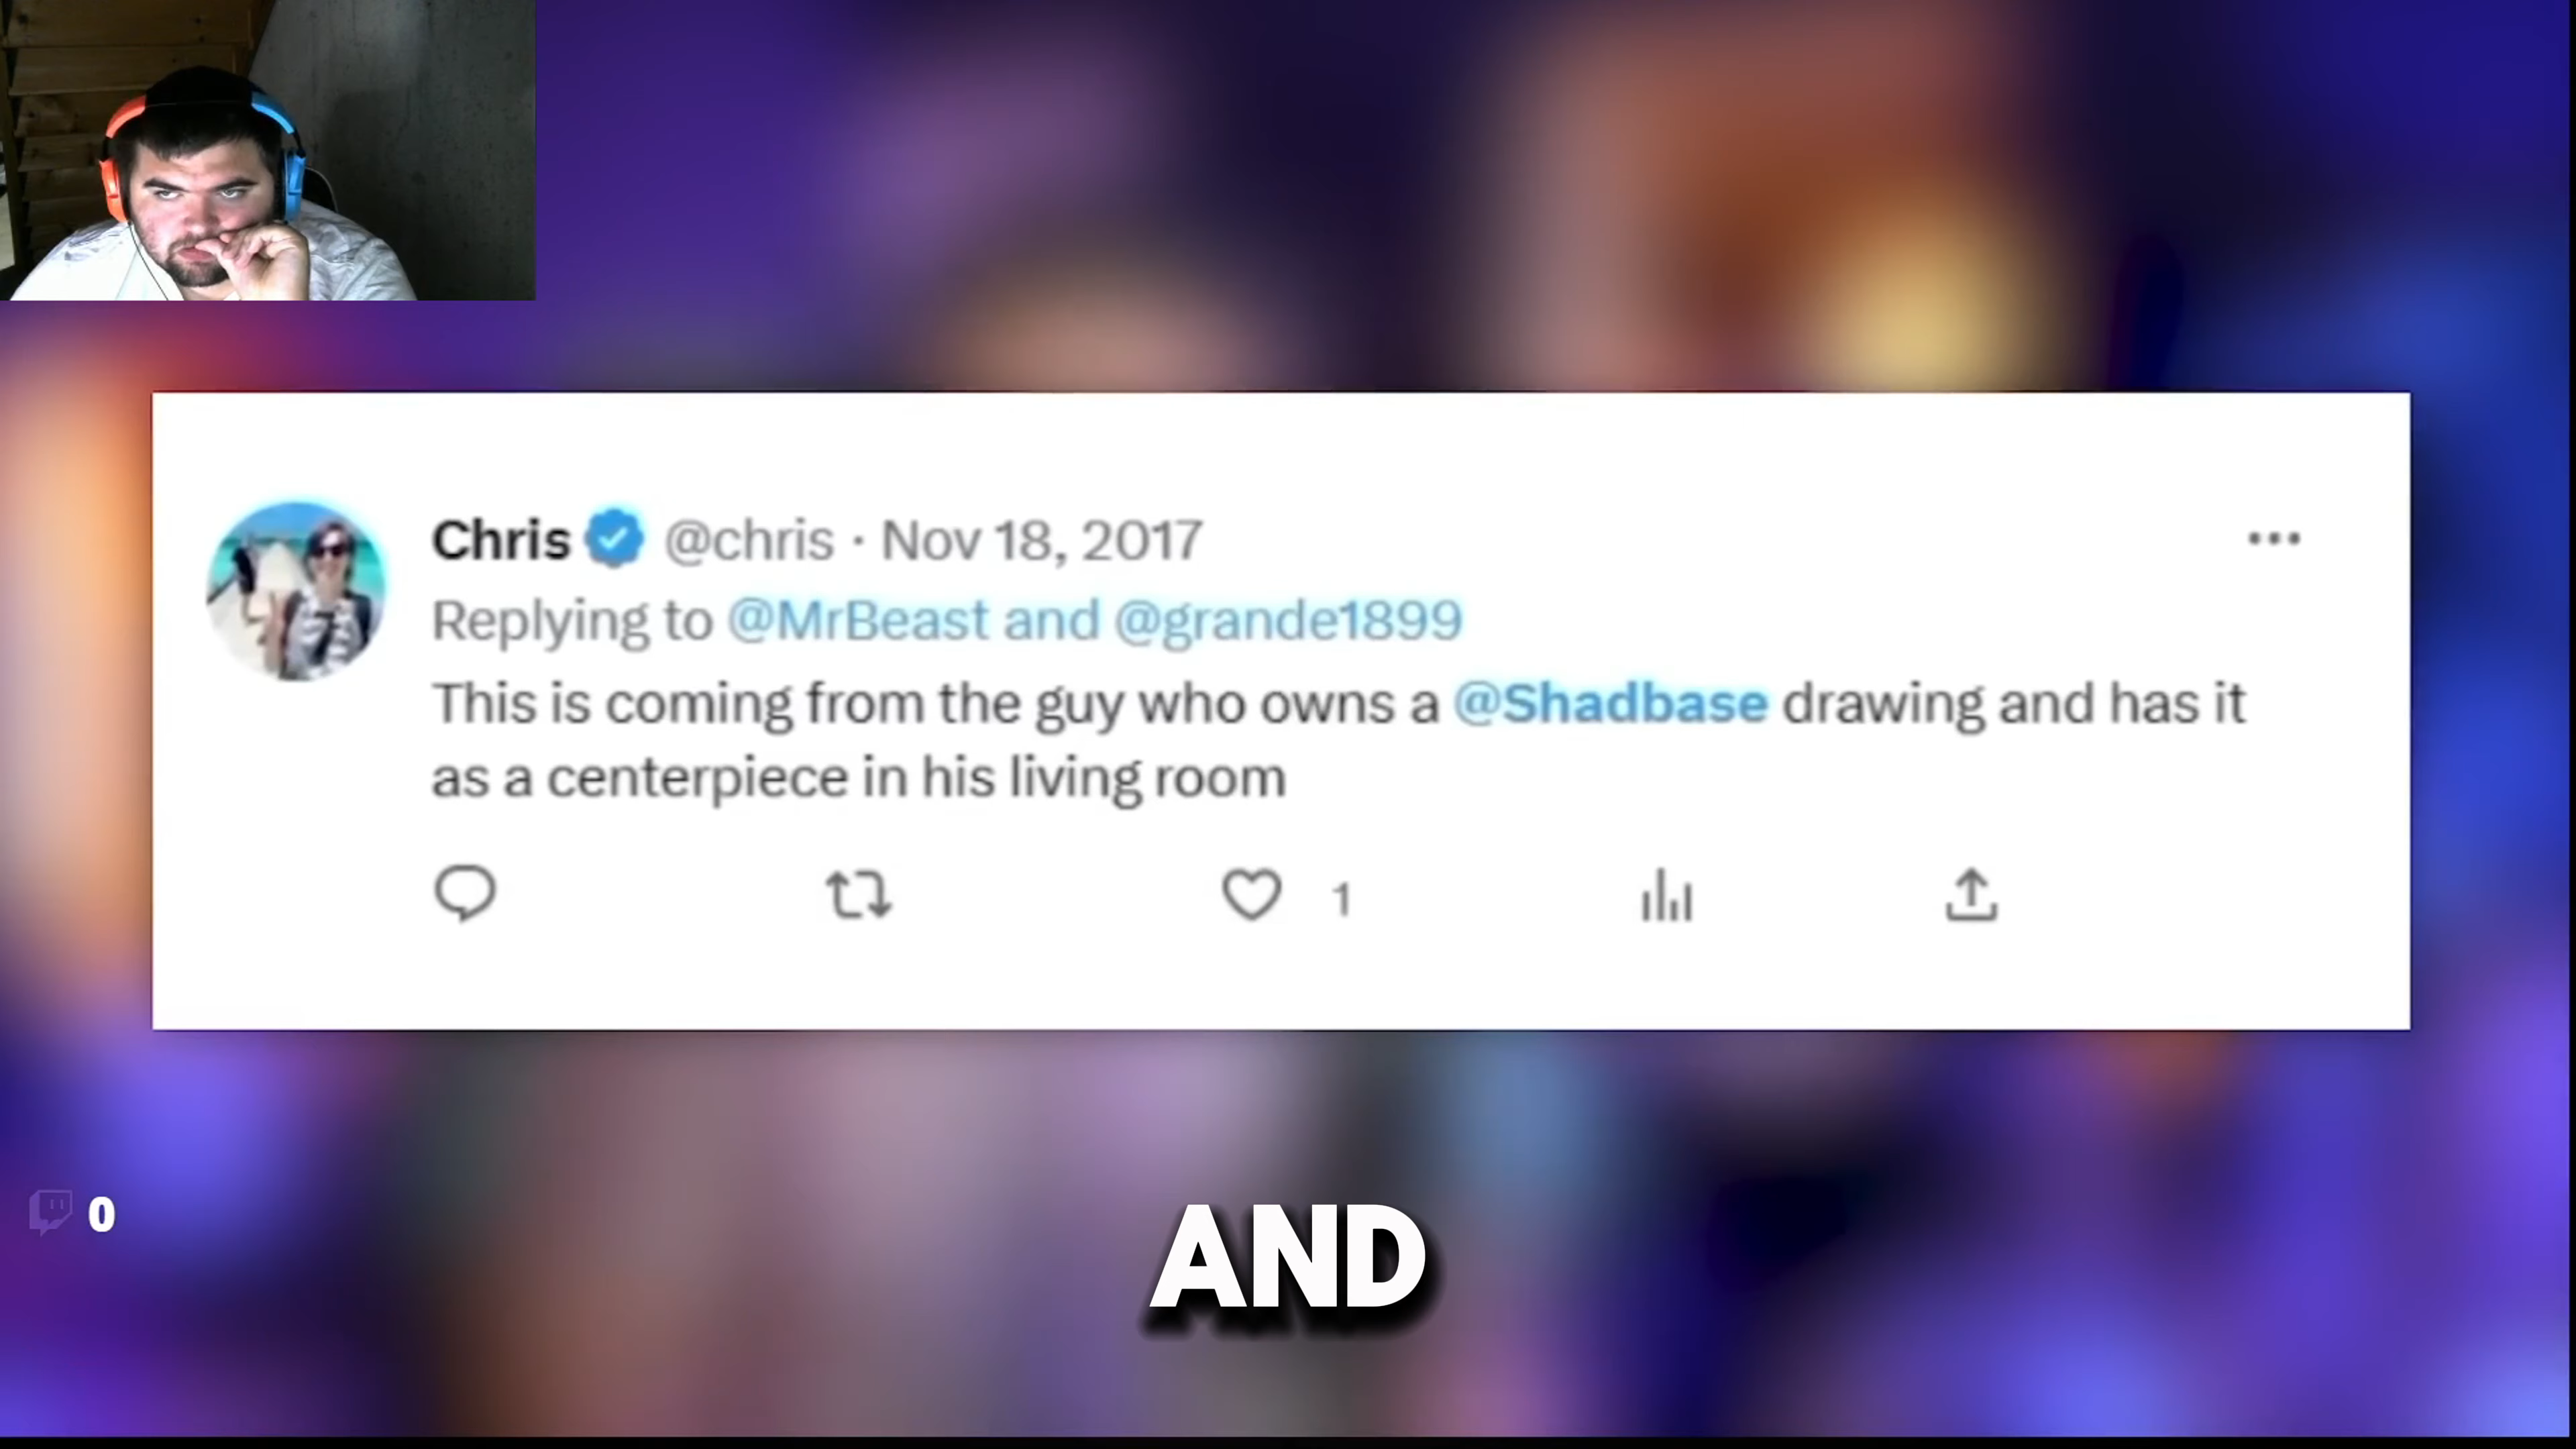 Chris @chris · Nov 18, 2017
Replying to @MrBeast and @grande1899
This is coming from the guy who owns a @Shadbase drawing and has it
as a centerpiece in his living room
1
0
AND